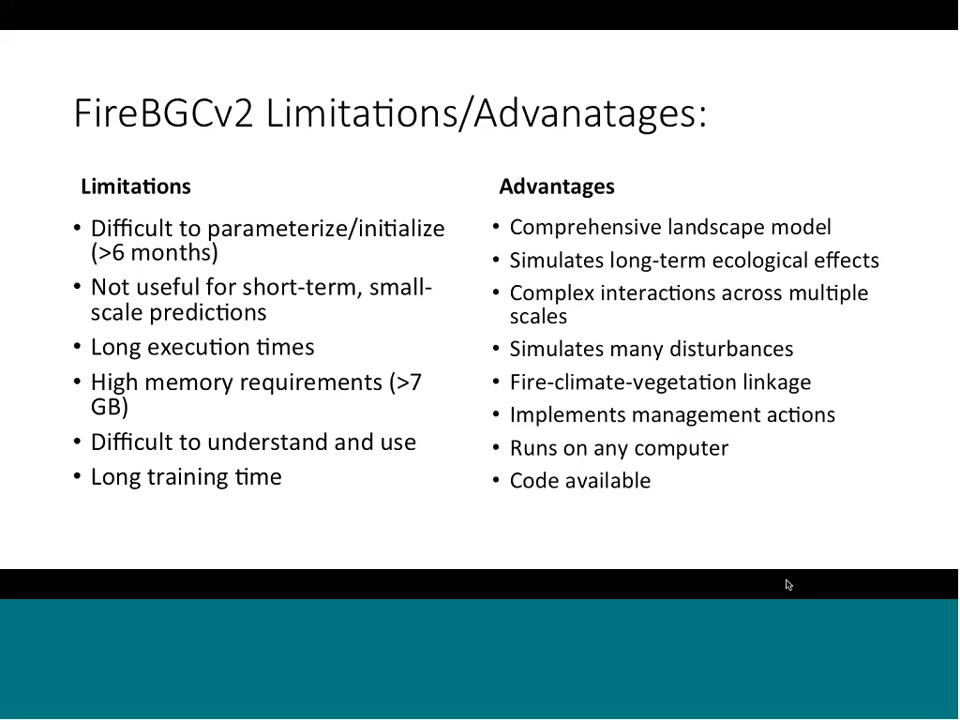 FireBGCv2 Limitations/Advanatages:
Limitations
• Difficult to parameterize/initialize
(>6 months)
• Not useful for short-term, small-
scale predictions
• Long execution times
• High memory requirements (>7
GB)
• Difficult to understand and use
• Long training time
Advantages
• Comprehensive landscape model
• Simulates long-term ecological effects
• Complex interactions across multiple
scales
• Simulates many disturbances
• Fire-climate-vegetation linkage
• Implements management actions
• Runs on any computer
• Code available